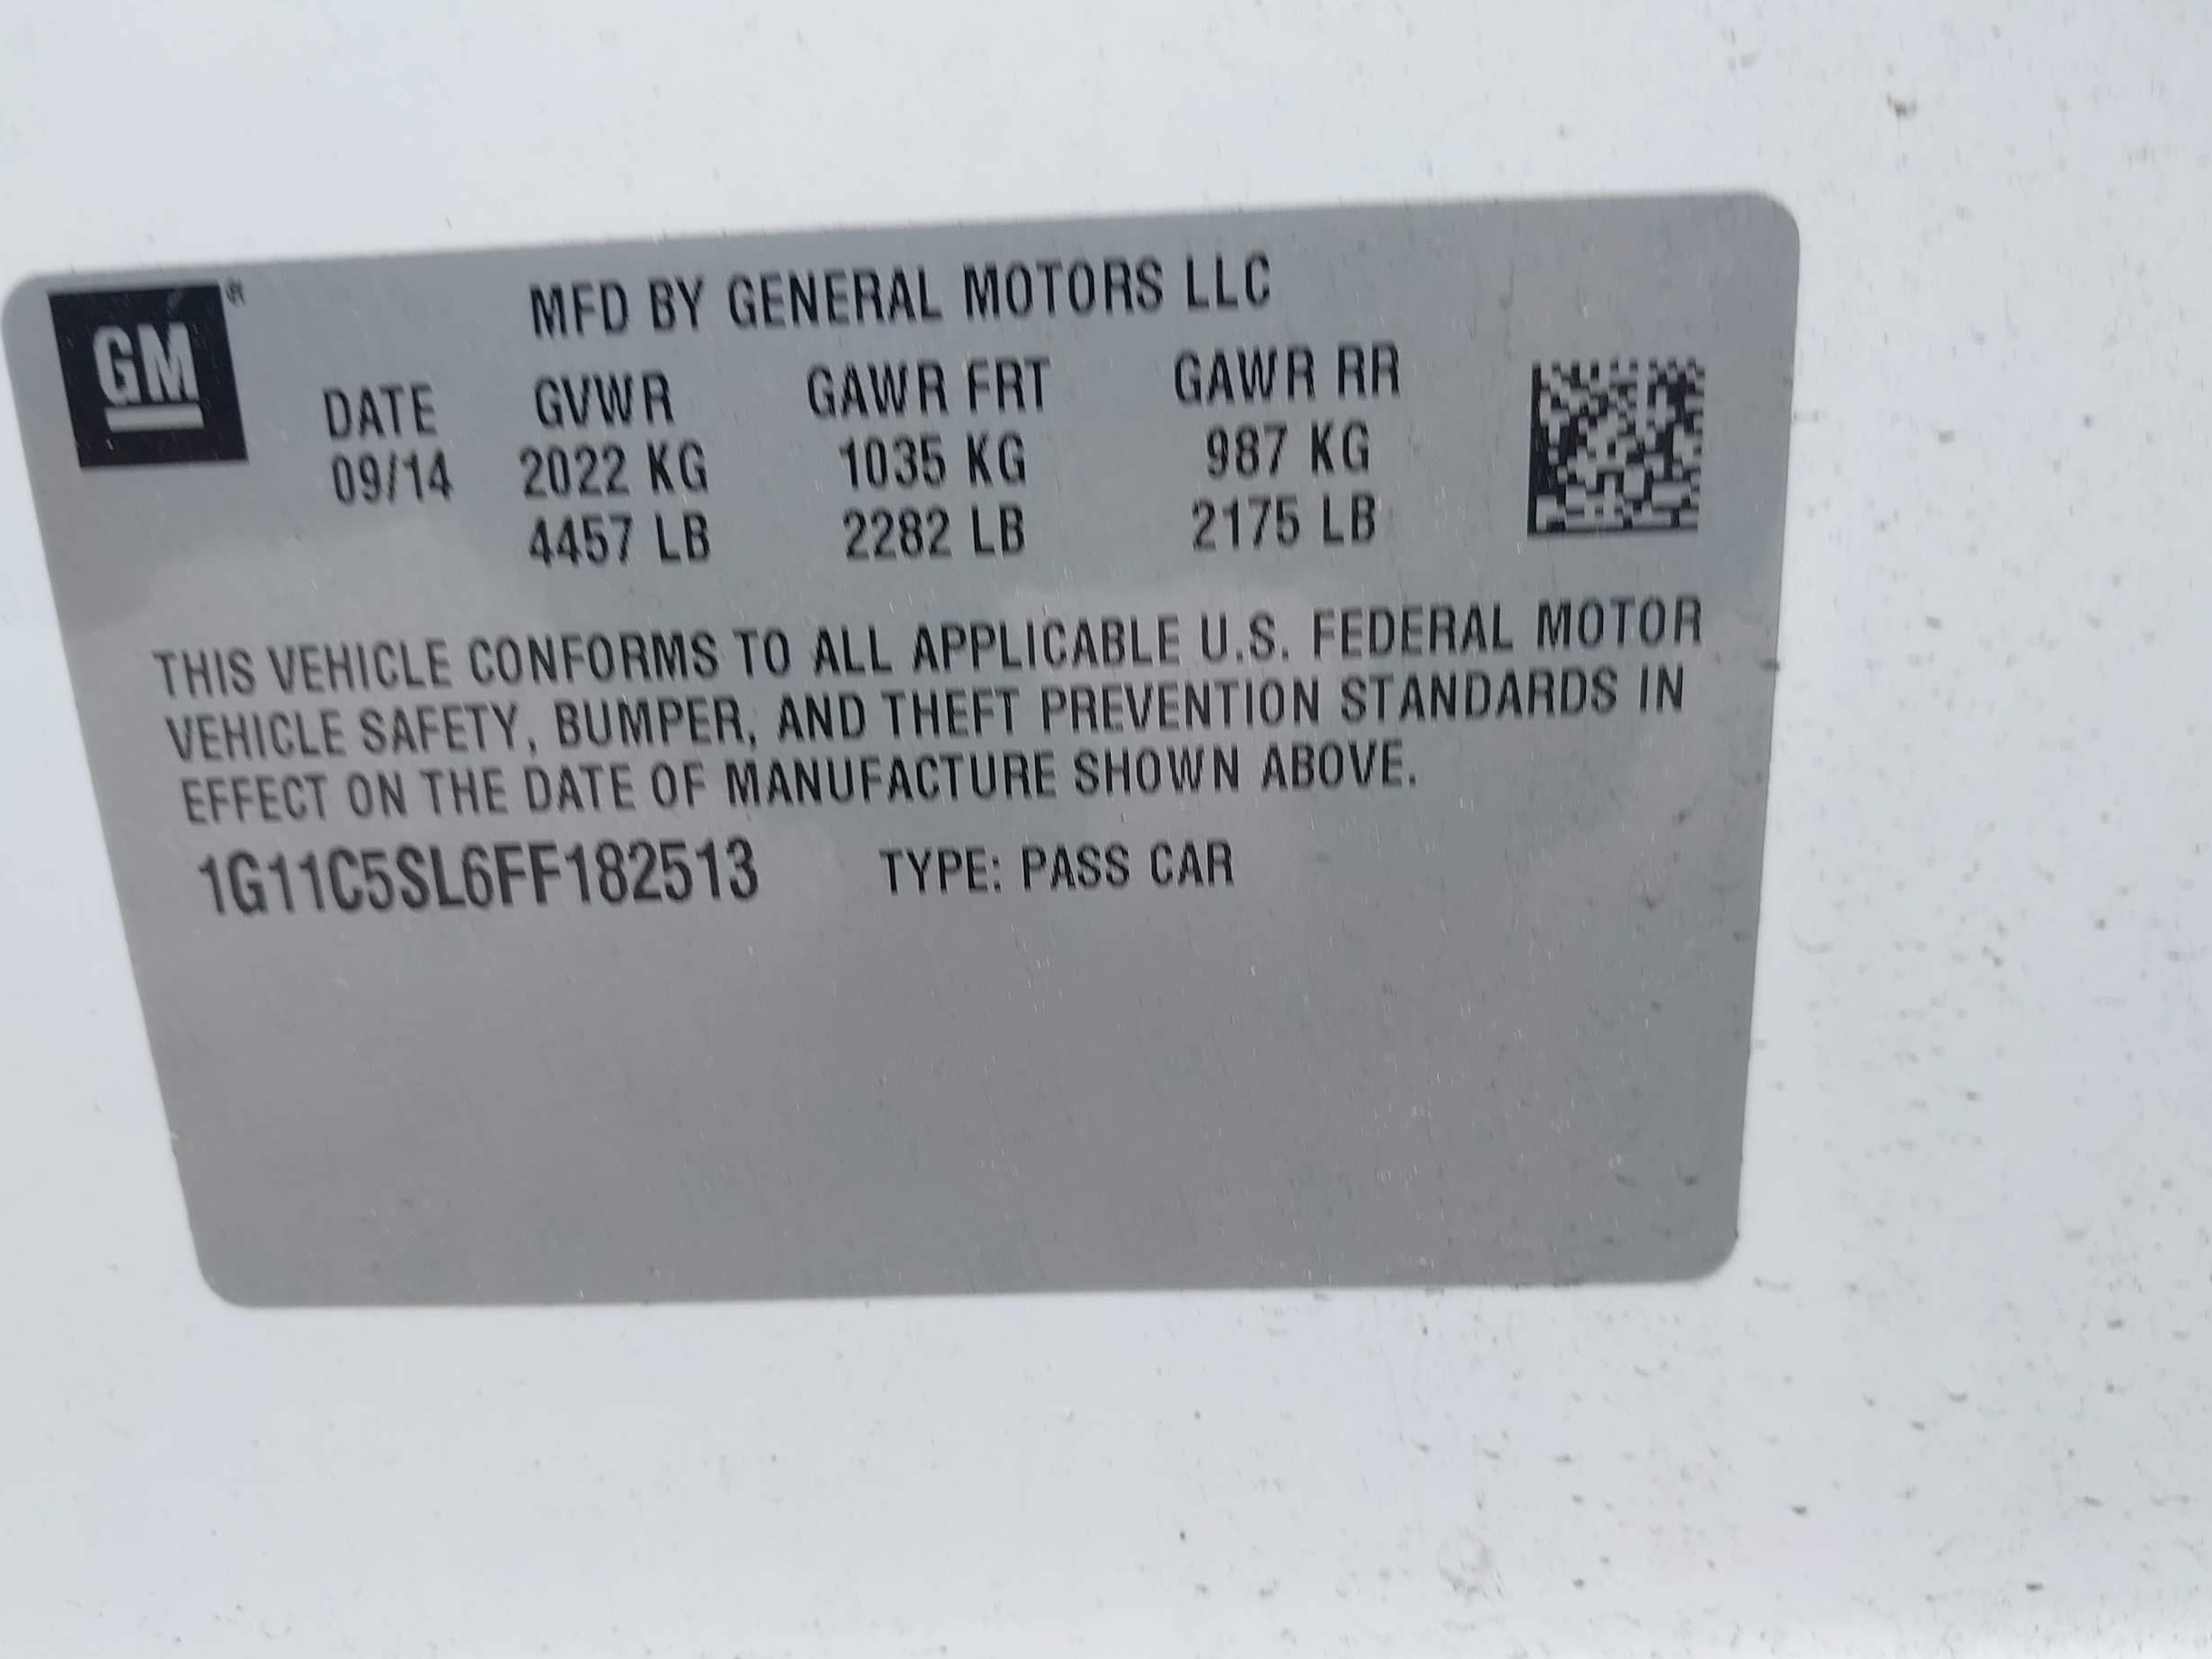 GM®
MFD BY GENERAL MOTORS LLC
DATE GVWR GAWR FRT GAWR RR
09/14 2022 KG 1035 KG 987 KG
4457 LB 2282 LB 2175 LB
THIS VEHICLE CONFORMS TO ALL APPLICABLE U.S. FEDERAL MOTOR
VEHICLE SAFETY, BUMPER, AND THEFT PREVENTION STANDARDS IN
EFFECT ON THE DATE OF MANUFACTURE SHOWN ABOVE.
1G11C5SL6FF182513 TYPE: PASS CAR